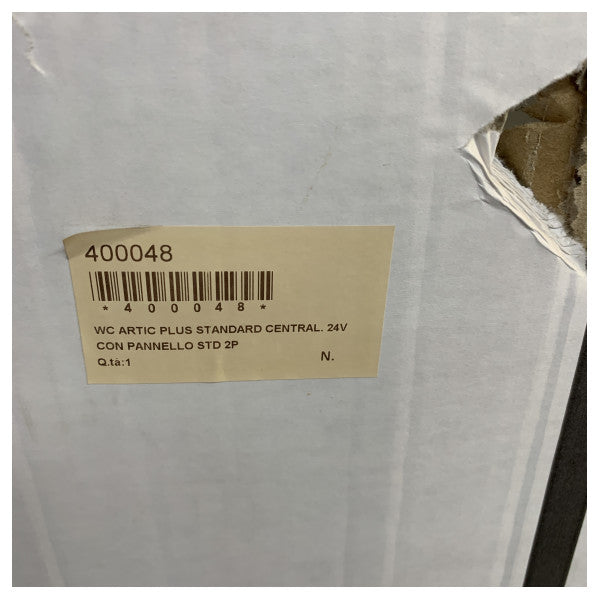 400048
*400048*
WC ARTIC PLUS STANDARD CENTRAL. 24V
CON PANNELLO STD 2P
Q.tà:1 N.